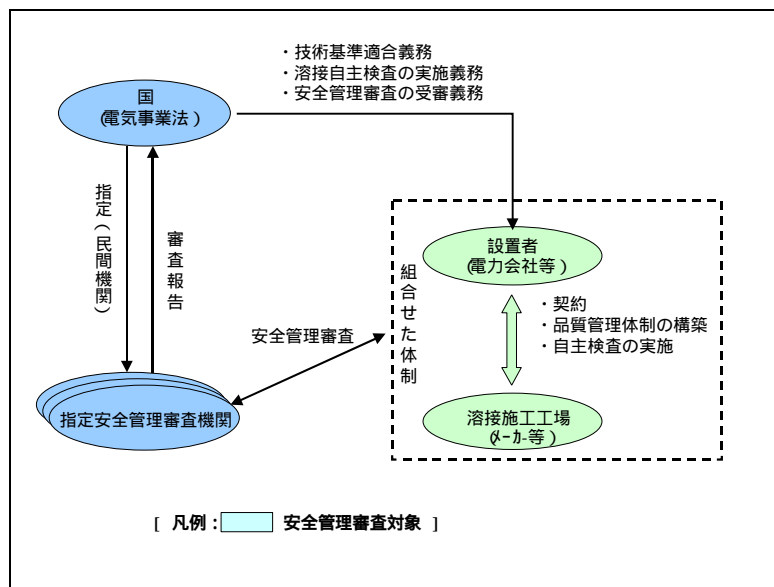 ・技術基準適合義務
・溶接自主検査の実施義務
・安全管理審査の受審義務
国
(電気事業法)
指定(民間機関)
審査報告
組合せた体制
設置者
(電力会社等)
・契約
・品質管理体制の構築
・自主検査の実施
安全管理審査
指定安全管理審査機関
溶接施工工場
(メーカー等)
[ 凡例: 安全管理審査対象 ]